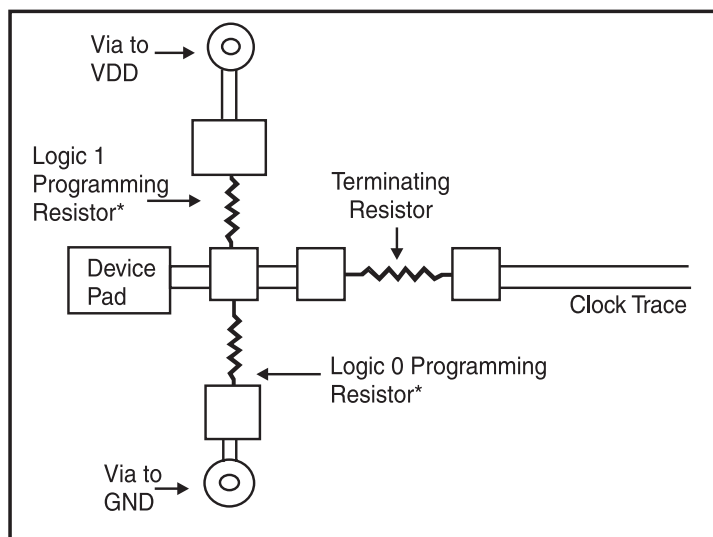 Via to
VDD
Logic 1
Programming
Resistor*
Terminating
Resistor
Device
Pad
Clock Trace
Logic 0 Programming
Resistor*
Via to
GND